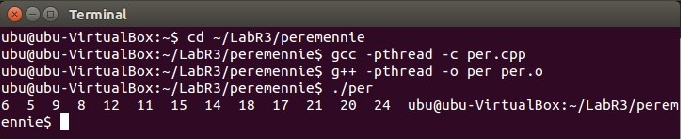 Terminal
ubu@ubu-VirtualBox:~$ cd ~/LabR3/peremennie
ubu@ubu-VirtualBox:~/LabR3/peremennie$ gcc -pthread -c per.cpp
ubu@ubu-VirtualBox:~/LabR3/peremennie$ g++ -pthread -o per per.o
ubu@ubu-VirtualBox:~/LabR3/peremennie$ ./per
6  5  9  8  12  11  15  14  18  17  21  20  24  ubu@ubu-VirtualBox:~/LabR3/perem
ennie$